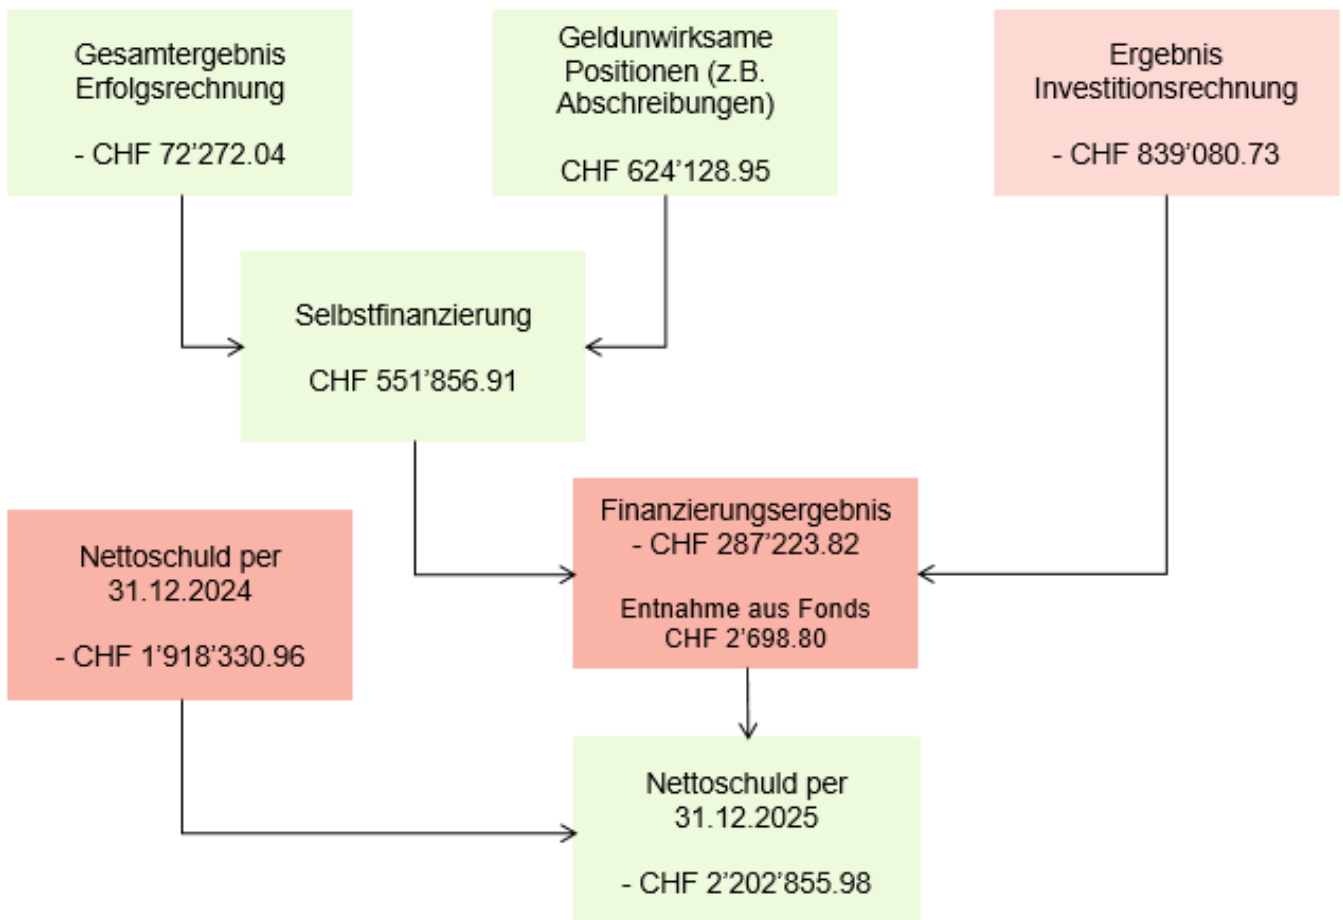 Gesamtergebnis
Erfolgsrechnung
- CHF 72’272.04
Geldunwirksame
Positionen (z.B.
Abschreibungen)
CHF 624’128.95
Ergebnis
Investitionsrechnung
- CHF 839’080.73
Selbstfinanzierung
CHF 551’856.91
Nettoschuld per
31.12.2024
- CHF 1’918’330.96
Finanzierungsergebnis
- CHF 287’223.82
Entnahme aus Fonds
CHF 2’698.80
Nettoschuld per
31.12.2025
- CHF 2’202’855.98